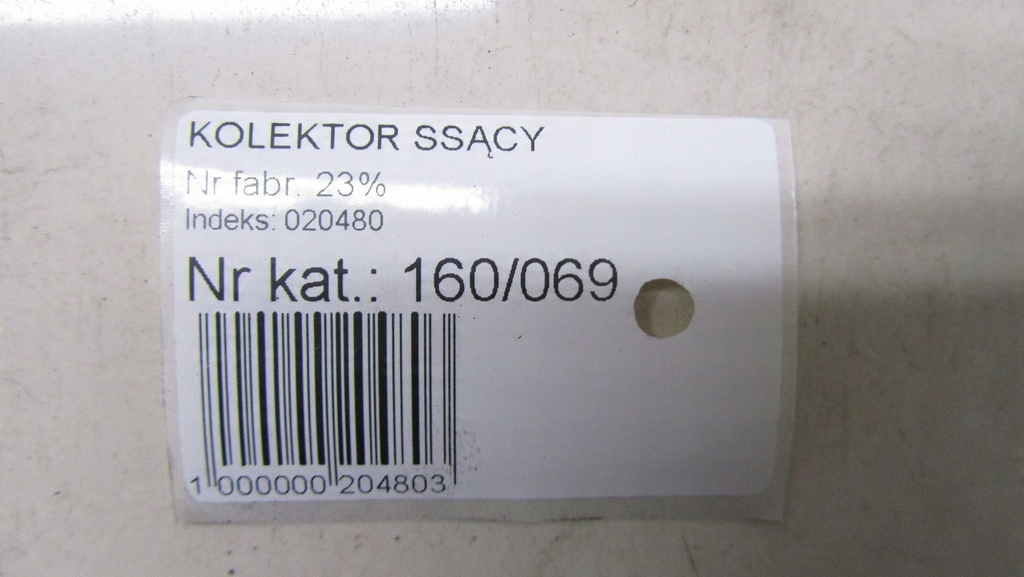 KOLEKTOR SSĄCY
Nr fabr. 23%
Indeks: 020480
Nr kat.: 160/069
1 000000 204803